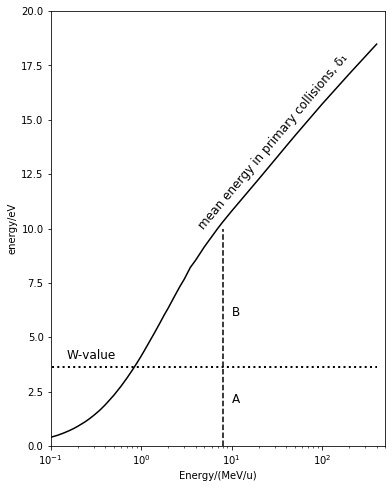 20.0
17.5
15.0
12.5
10.0
7.5
5.0
2.5
0.0
energy/eV
mean energy in primary collisions, δ₁
B
W-value
A
10⁻¹
10⁰
10¹
10²
Energy/(MeV/u)